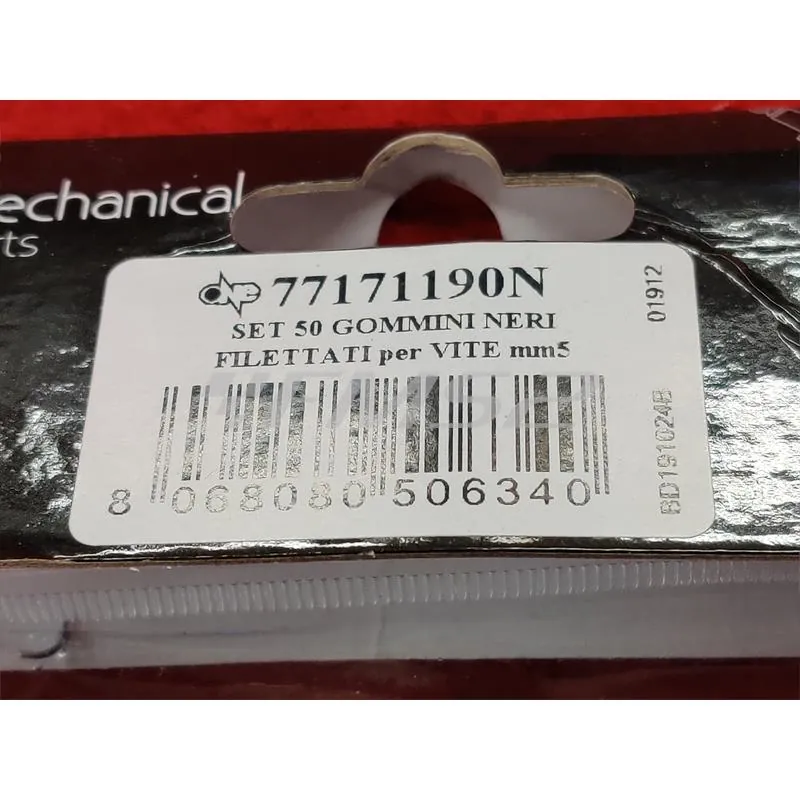 echanical
ts
77171190N
SET 50 GOMMINI NERI
FILETTATI per VITE mm5
8 068080 506340
01912
BD191024B